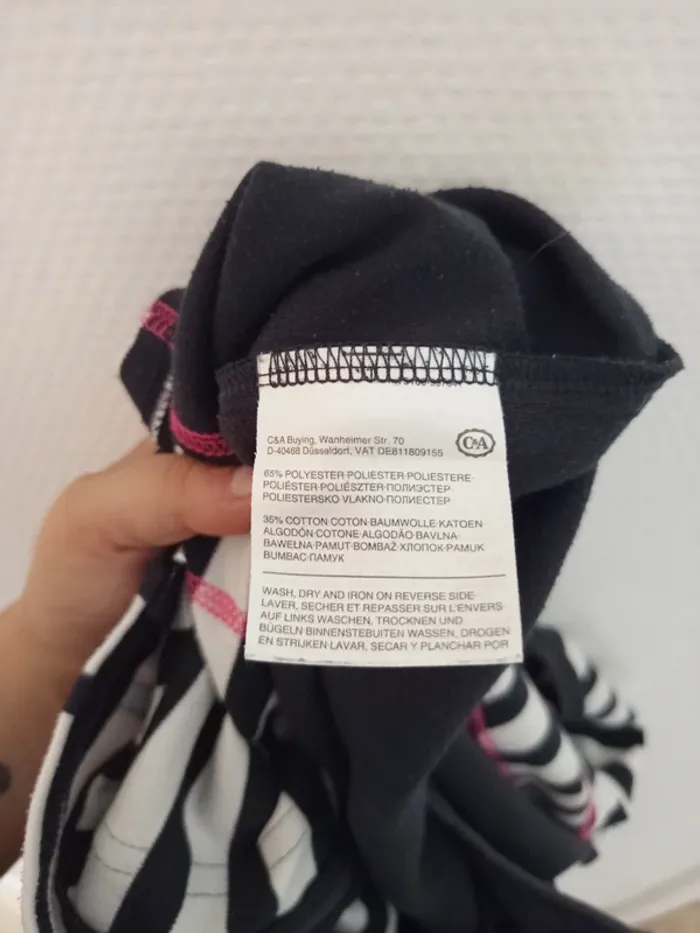 C&A Buying, Wanheimer Str. 70
D-40468 Düsseldorf, VAT DE811809155
C&A
65% POLYESTER·POLIESTER·POLIESTERE·
POLIÉSTER·POLIÉSZTER·ПОЛИЭСТЕР·
POLIESTERSKO VLAKNO·ПОЛИЕСТЕР
35% COTTON·COTON·BAUMWOLLE·KATOEN·
ALGODÓN·COTONE·ALGODÃO·BAVLNA·
BAWEŁNA·PAMUT·BOMBAŽ·ХЛОПОК·PAMUK
BUMBAC·ПАМУК
WASH, DRY AND IRON ON REVERSE SIDE·
LAVER, SECHER ET REPASSER SUR L'ENVERS·
AUF LINKS WASCHEN, TROCKNEN UND
BÜGELN·BINNENSTEBUITEN WASSEN, DROGEN
EN STRIJKEN·LAVAR, SECAR Y PLANCHAR POR